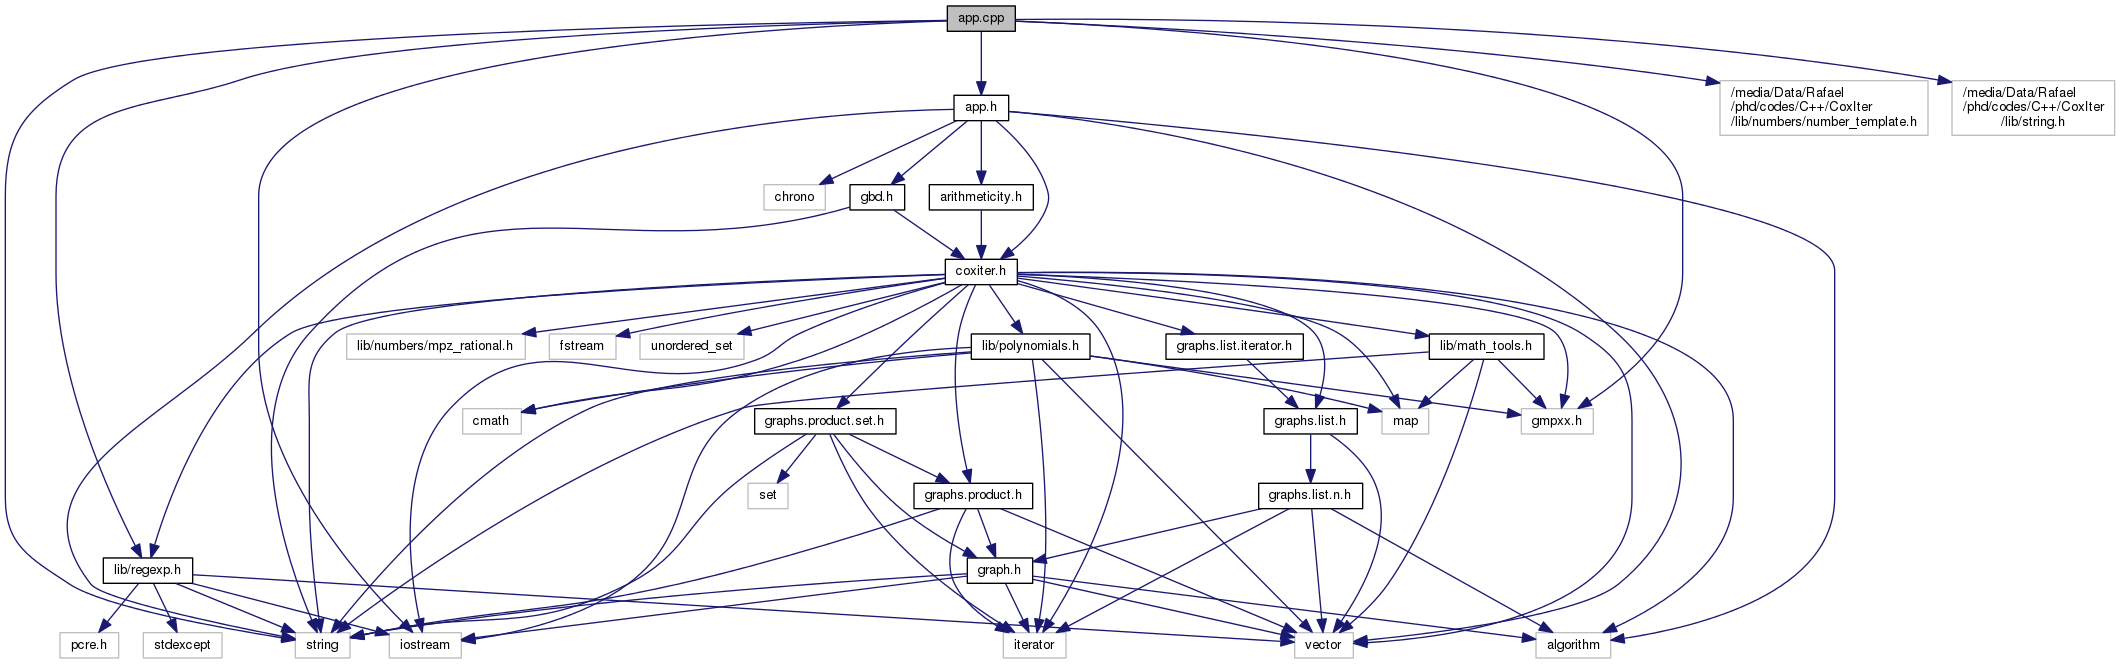 app.cpp
/media/Data/Rafael
/phd/codes/C++/CoxIter
/lib/numbers/number_template.h
/media/Data/Rafael
/phd/codes/C++/CoxIter
/lib/string.h
app.h
chrono
gbd.h
arithmeticity.h
coxiter.h
lib/numbers/mpz_rational.h
fstream
unordered_set
lib/polynomials.h
graphs.list.iterator.h
lib/math_tools.h
cmath
graphs.product.set.h
graphs.list.h
map
gmpxx.h
set
graphs.product.h
graphs.list.n.h
lib/regexp.h
graph.h
pcre.h
stdexcept
string
iostream
iterator
vector
algorithm